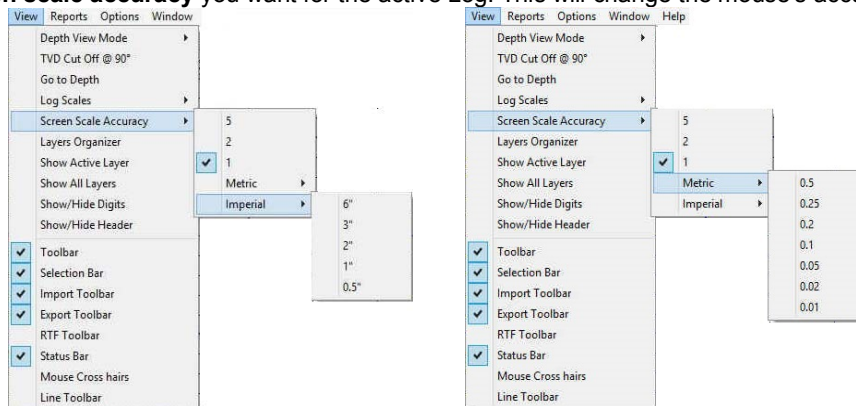 scale accuracy you want for the active Log. This will change the mouse's
View Reports Options Window
Depth View Mode
TVD Cut Off @ 90°
Go to Depth
Log Scales
Screen Scale Accuracy
Layers Organizer
Show Active Layer
Show All Layers
Show/Hide Digits
Show/Hide Header
Toolbar
Selection Bar
Import Toolbar
Export Toolbar
RTF Toolbar
Status Bar
Mouse Cross hairs
Line Toolbar
5
2
1
Metric
Imperial
6"
3"
2"
1"
0.5"
View Reports Options Window Help
Depth View Mode
TVD Cut Off @ 90°
Go to Depth
Log Scales
Screen Scale Accuracy
Layers Organizer
Show Active Layer
Show All Layers
Show/Hide Digits
Show/Hide Header
Toolbar
Selection Bar
Import Toolbar
Export Toolbar
RTF Toolbar
Status Bar
Mouse Cross hairs
Line Toolbar
5
2
1
Metric
Imperial
0.5
0.25
0.2
0.1
0.05
0.02
0.01